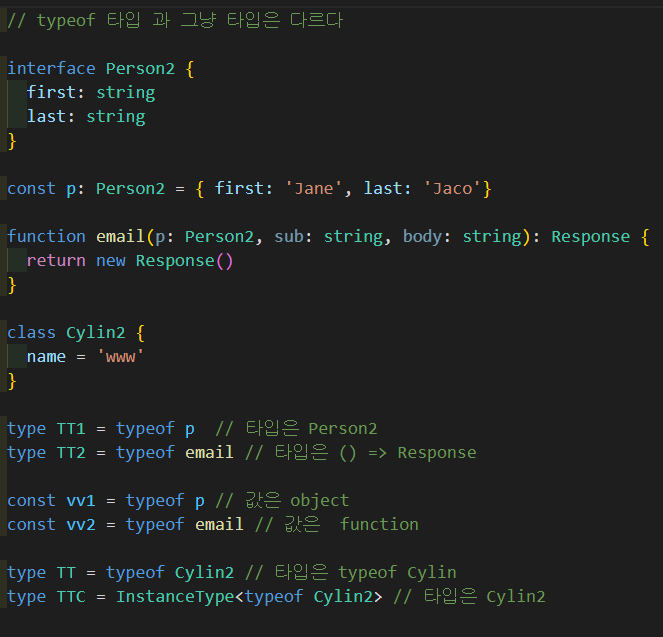 // typeof 타입 과 그냥 타입은 다르다
interface Person2 {
first: string
last: string
}
const p: Person2 = { first: 'Jane', last: 'Jaco'}
function email(p: Person2, sub: string, body: string): Response {
return new Response()
}
class Cylin2 {
name = 'www'
}
type TT1 = typeof p // 타입은 Person2
type TT2 = typeof email // 타입은 () => Response
const vv1 = typeof p // 값은 object
const vv2 = typeof email // 값은  function
type TT = typeof Cylin2 // 타입은 typeof Cylin
type TTC = InstanceType<typeof Cylin2> // 타입은 Cylin2